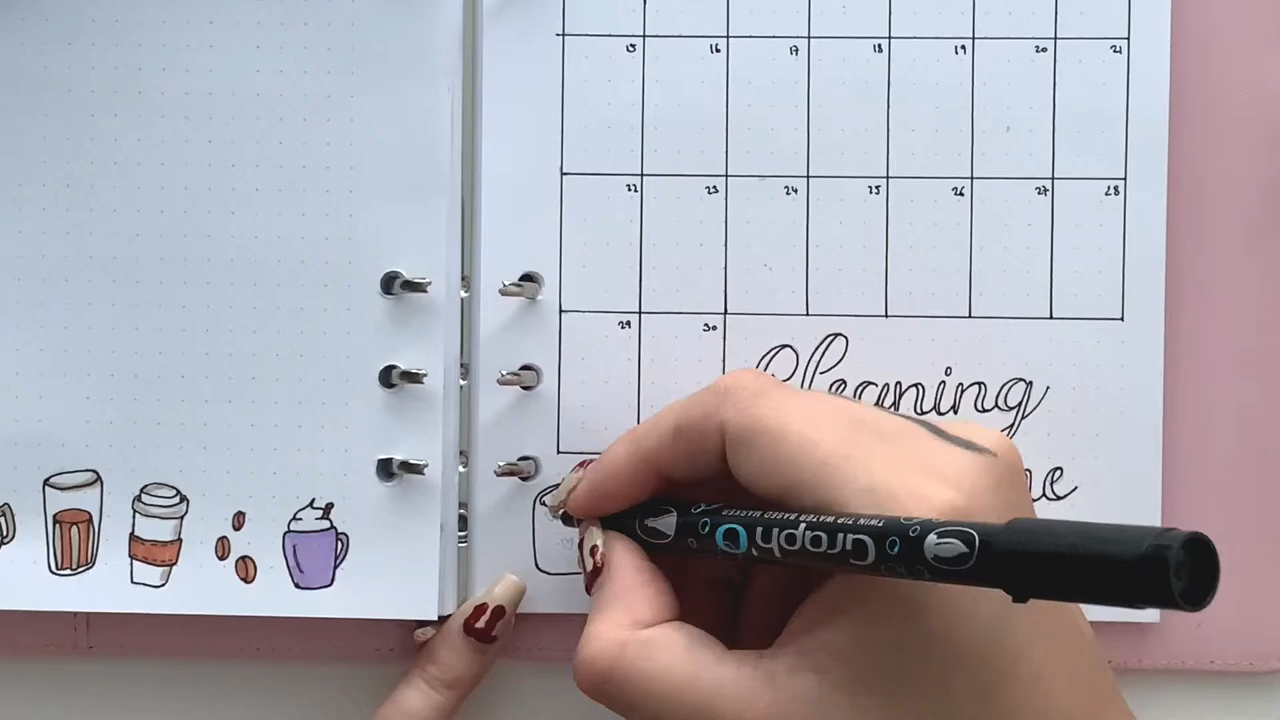 15 16 17 18 19 20 21
22 23 24 25 26 27 28
29 30
Cleaning
Graph'O
TWIN TIP WATER BASED MARKER